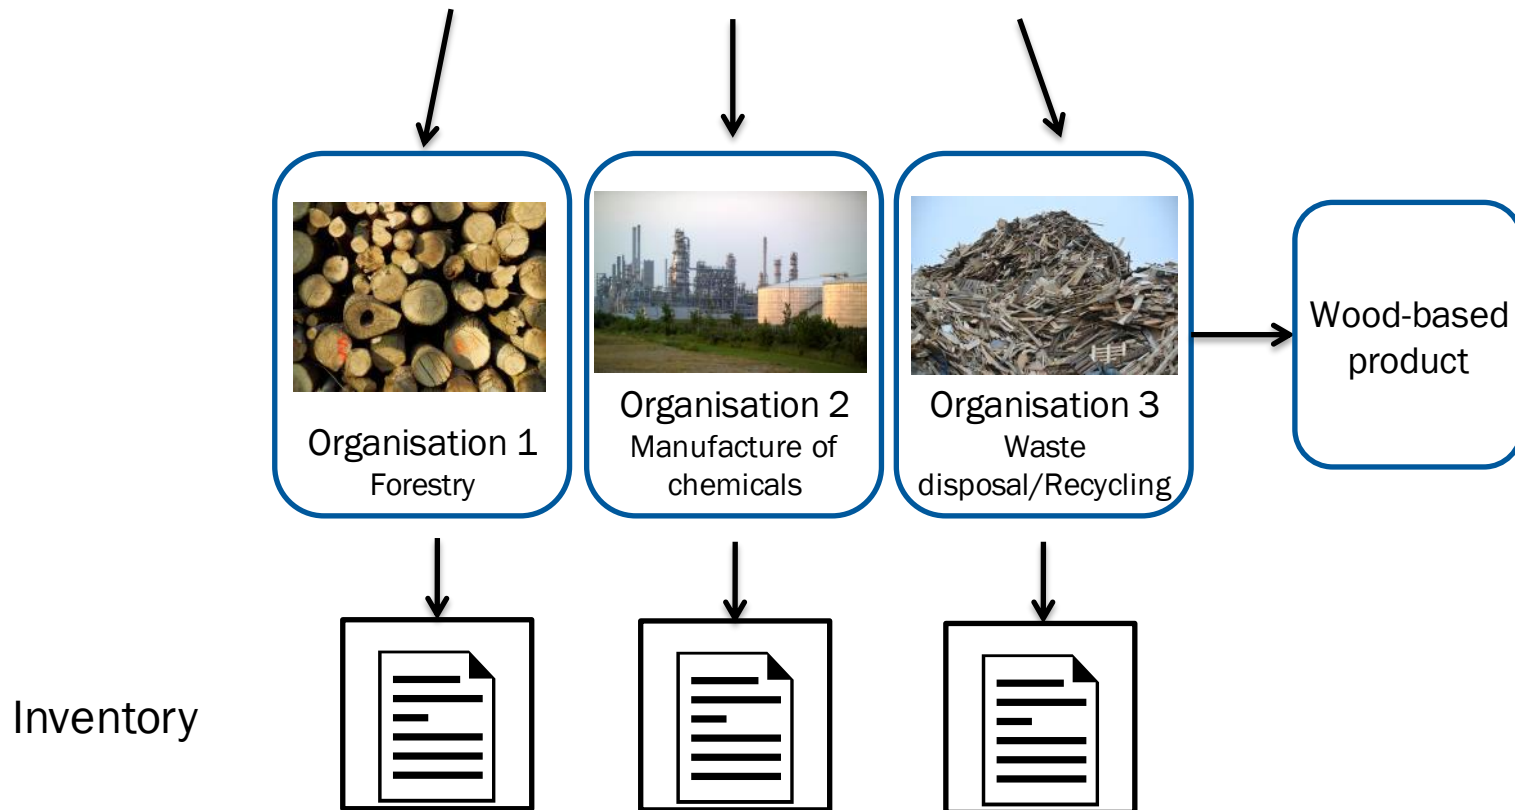 Organisation 1
Forestry
Organisation 2
Manufacture of
chemicals
Organisation 3
Waste
disposal/Recycling
Wood-based
product
Inventory